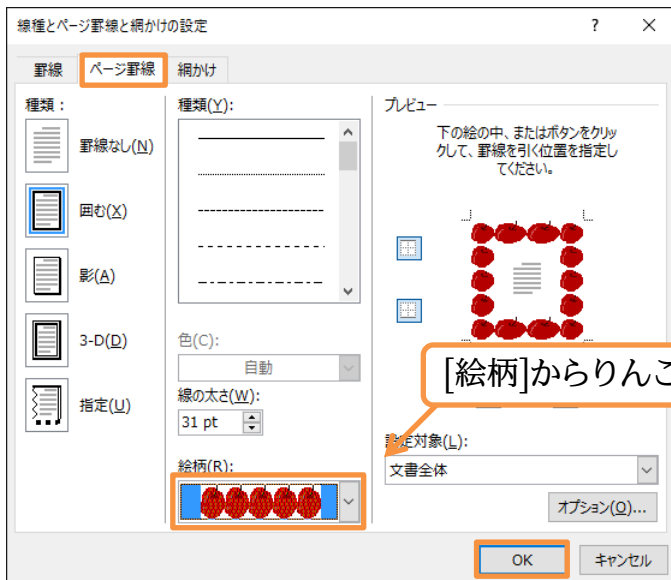 線種とページ罫線と網かけの設定
?
罫線 ページ罫線 網かけ
種類：
罫線なし(N)
囲む(X)
影(A)
3-D(D)
指定(U)
種類(Y):
色(C):
自動
線の太さ(W):
31 pt
絵柄(R):
プレビュー
下の絵の中、またはボタンをクリッ
クして、罫線を引く位置を指定し
てください。
[絵柄]からりんご
設定対象(L):
文書全体
オプション(O)...
OK キャンセル